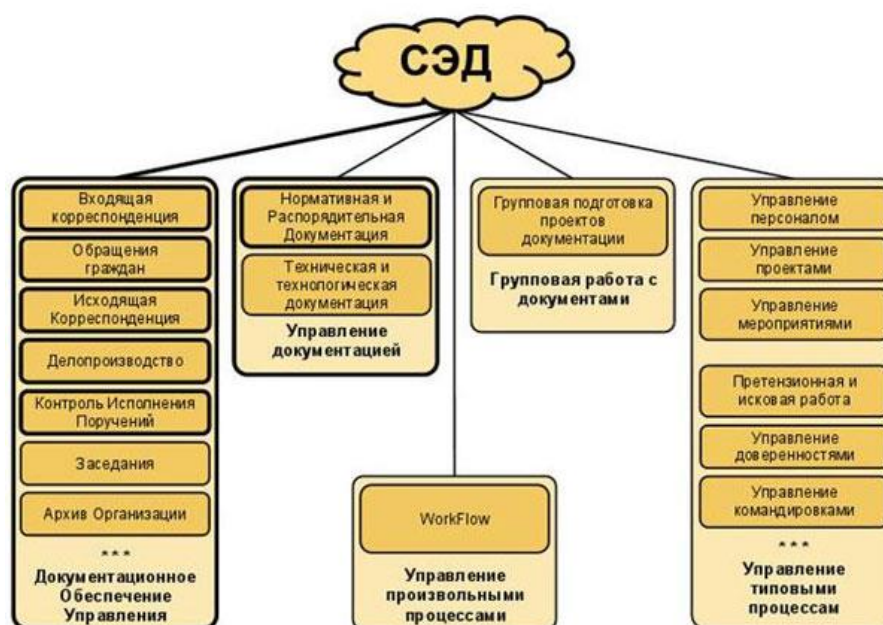 СЭД
Входящая
корреспонденция
Обращения
граждан
Исходящая
Корреспонденция
Делопроизводство
Контроль Исполнения
Поручений
Заседания
Архив Организации
***
Документационное
Обеспечение
Управления
Нормативная и
Распорядительная
Документация
Техническая и
технологическая
документация
Управление
документацией
WorkFlow
Управление
произвольными
процессами
Групповая подготовка
проектов
документации
Групповая работа с
документами
Управление
персоналом
Управление
проектами
Управление
мероприятиями
Претензионная и
исковая работа
Управление
доверенностями
Управление
командировками
***
Управление
типовыми
процессам